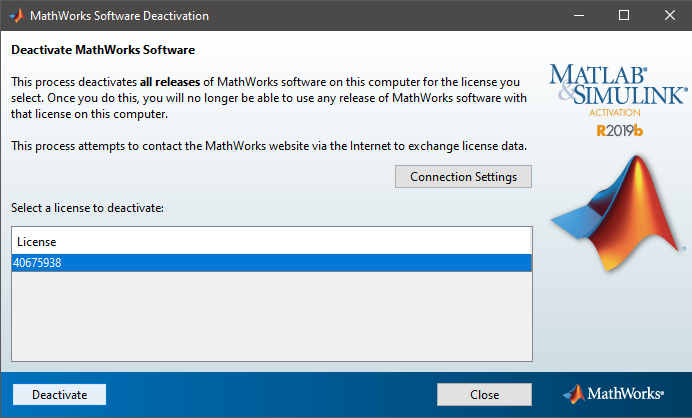 MathWorks Software Deactivation
Deactivate MathWorks Software
This process deactivates all releases of MathWorks software on this computer for the license you
select. Once you do this, you will no longer be able to use any release of MathWorks software with
that license on this computer.
This process attempts to contact the MathWorks website via the Internet to exchange license data.
Connection Settings
Select a license to deactivate:
License
40675938
MATLAB®
&SIMULINK®
ACTIVATION
R2019b
®
Deactivate
Close
MathWorks®